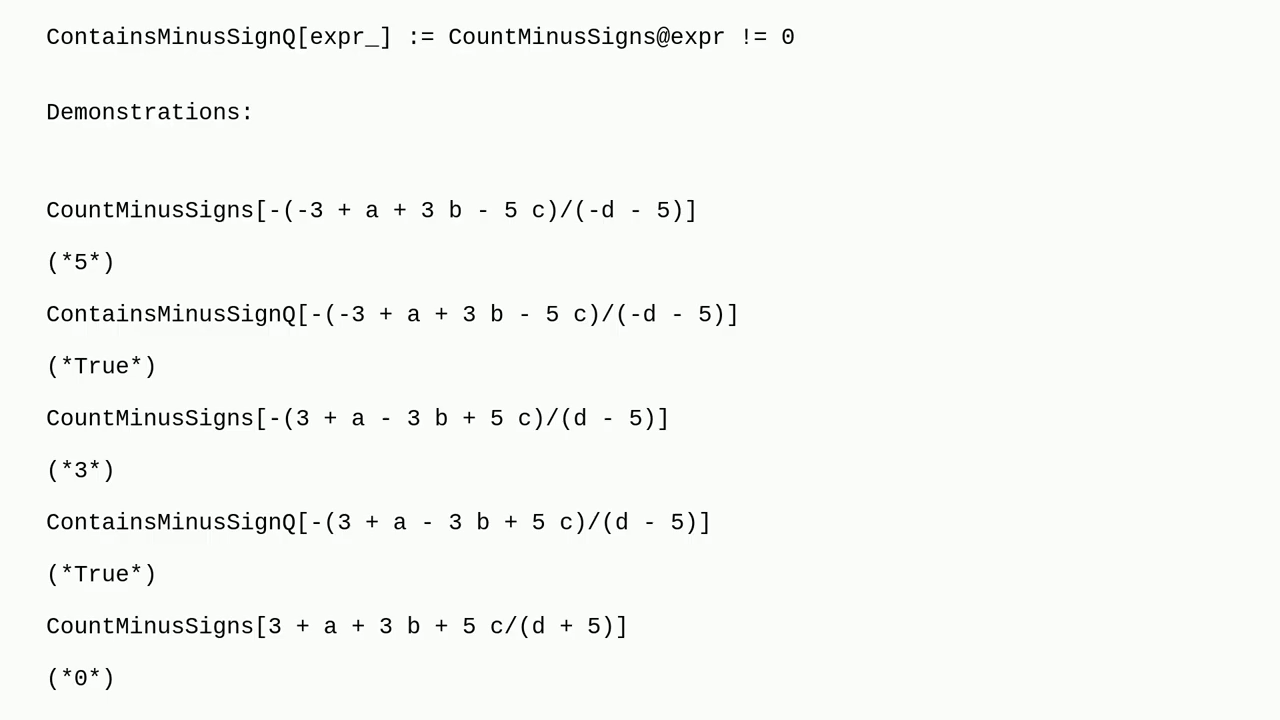 ContainsMinusSignQ[expr_] := CountMinusSigns@expr != 0
Demonstrations:
CountMinusSigns[-(-3 + a + 3 b - 5 c)/(-d - 5)]
(*5*)
ContainsMinusSignQ[-(-3 + a + 3 b - 5 c)/(-d - 5)]
(*True*)
CountMinusSigns[-(3 + a - 3 b + 5 c)/(d - 5)]
(*3*)
ContainsMinusSignQ[-(3 + a - 3 b + 5 c)/(d - 5)]
(*True*)
CountMinusSigns[3 + a + 3 b + 5 c/(d + 5)]
(*0*)